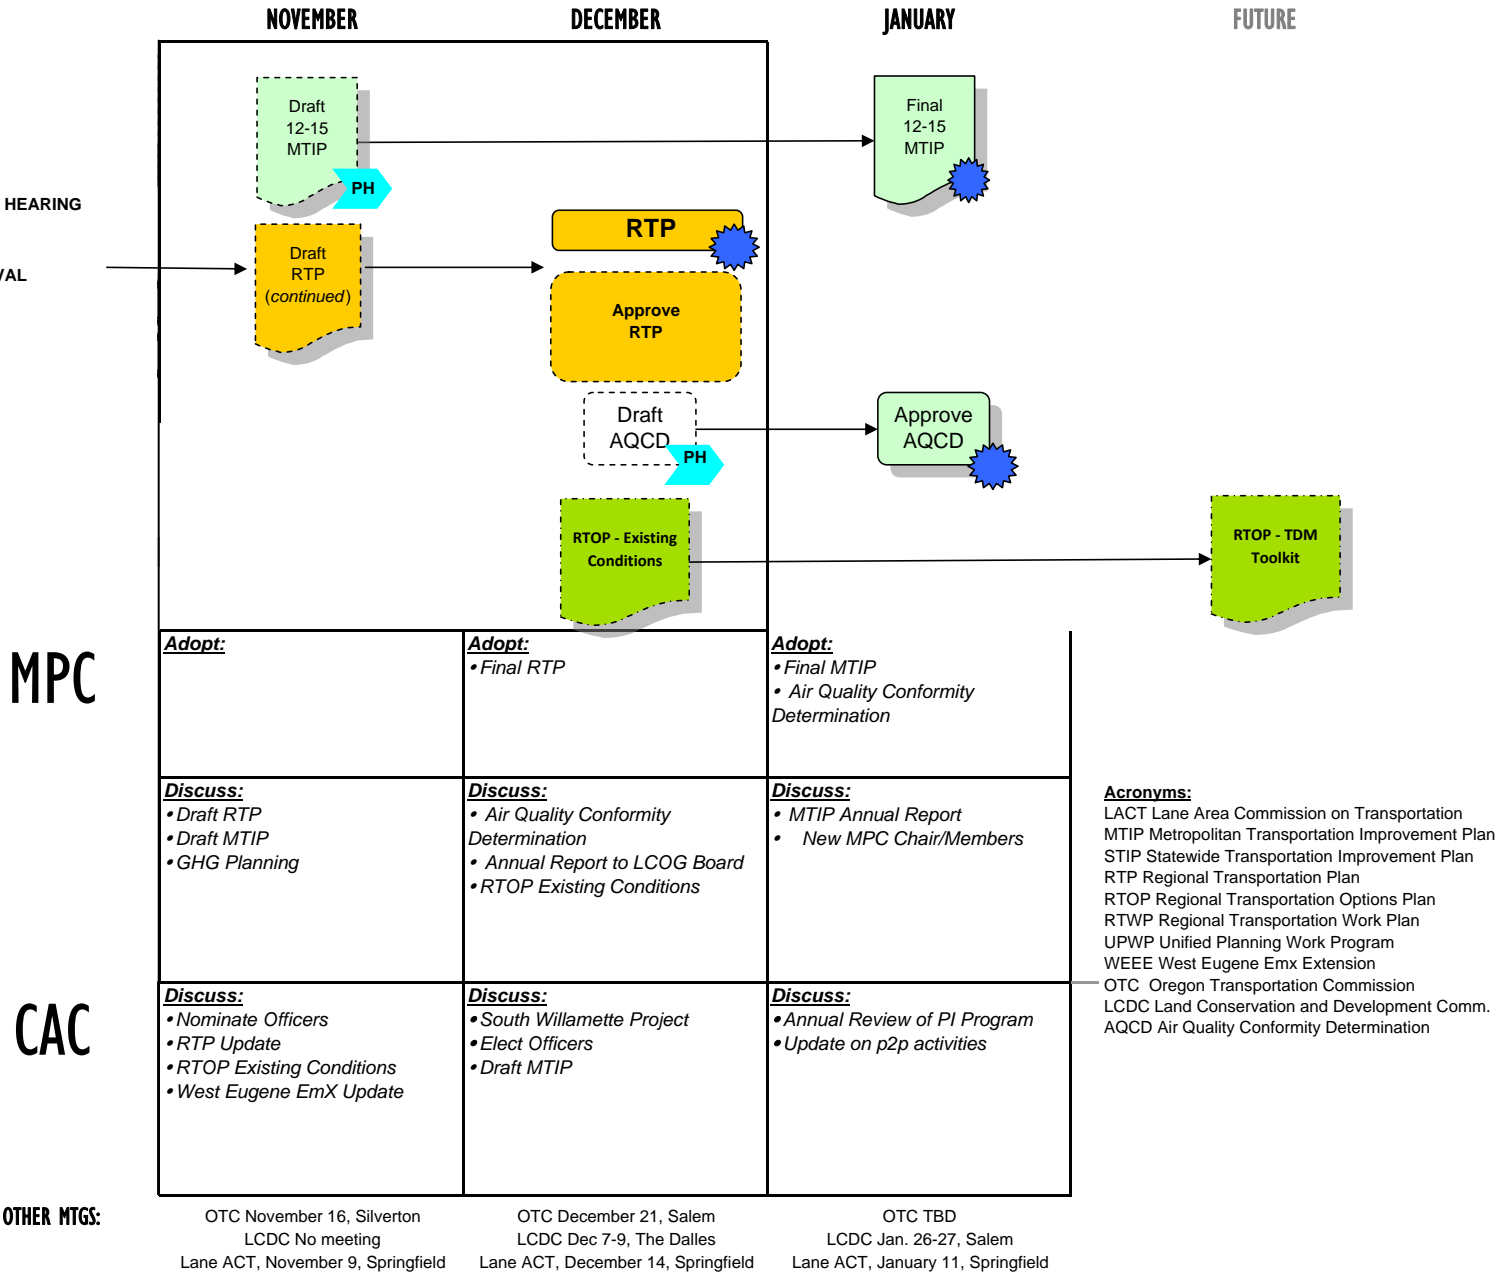 NOVEMBER
DECEMBER
JANUARY
FUTURE
Draft
12-15
MTIP
PH
Final
12-15
MTIP
HEARING
VAL
Draft
RTP
(continued)
RTP
Approve
RTP
Draft
AQCD
PH
Approve
AQCD
RTOP - Existing
Conditions
RTOP - TDM
Toolkit
MPC
Adopt:
Adopt:
• Final RTP
Adopt:
• Final MTIP
• Air Quality Conformity
Determination
Discuss:
• Draft RTP
• Draft MTIP
• GHG Planning
Discuss:
• Air Quality Conformity
Determination
• Annual Report to LCOG Board
• RTOP Existing Conditions
Discuss:
• MTIP Annual Report
• New MPC Chair/Members
Acronyms:
LACT Lane Area Commission on Transportation
MTIP Metropolitan Transportation Improvement Plan
STIP Statewide Transportation Improvement Plan
RTP Regional Transportation Plan
RTOP Regional Transportation Options Plan
RTWP Regional Transportation Work Plan
UPWP Unified Planning Work Program
WEEE West Eugene Emx Extension
OTC Oregon Transportation Commission
LCDC Land Conservation and Development Comm.
AQCD Air Quality Conformity Determination
CAC
Discuss:
• Nominate Officers
• RTP Update
• RTOP Existing Conditions
• West Eugene EmX Update
Discuss:
• South Willamette Project
• Elect Officers
• Draft MTIP
Discuss:
• Annual Review of PI Program
• Update on p2p activities
OTHER MTGS:
OTC November 16, Silverton
LCDC No meeting
Lane ACT, November 9, Springfield
OTC December 21, Salem
LCDC Dec 7-9, The Dalles
Lane ACT, December 14, Springfield
OTC TBD
LCDC Jan. 26-27, Salem
Lane ACT, January 11, Springfield